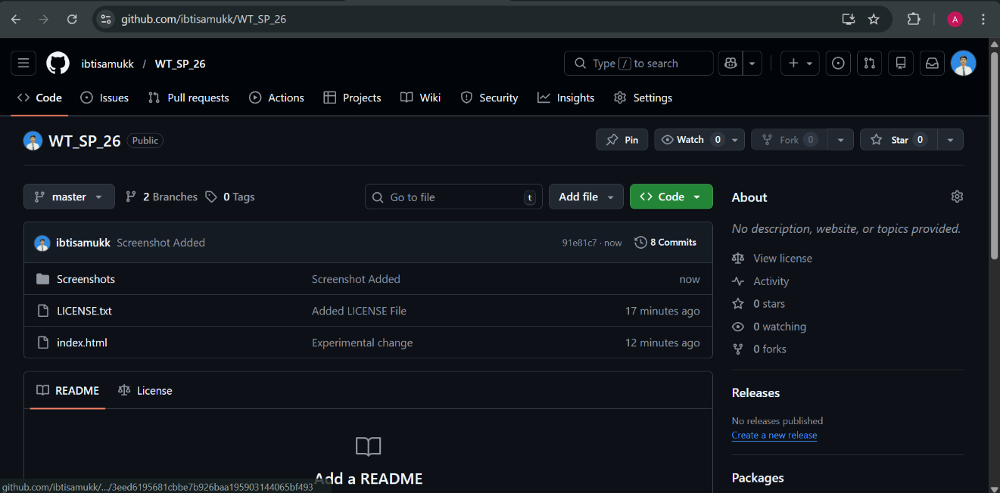 github.com/ibtisamukk/WT_SP_26
A
ibtisamukk / WT_SP_26
Type / to search
Code Issues Pull requests Actions Projects Wiki Security Insights Settings
WT_SP_26 Public
Pin Watch 0 Fork 0 Star 0
master 2 Branches 0 Tags Go to file t Add file Code
ibtisamukk Screenshot Added 91e81c7 · now 8 Commits
Screenshots Screenshot Added now
LICENSE.txt Added LICENSE File 17 minutes ago
index.html Experimental change 12 minutes ago
README License
Add a README
About
No description, website, or topics provided.
View license
Activity
0 stars
0 watching
0 forks
Releases
No releases published
Create a new release
Packages
github.com/ibtisamukk/.../3eed6195681cbbe7b926baa195903144065bf493